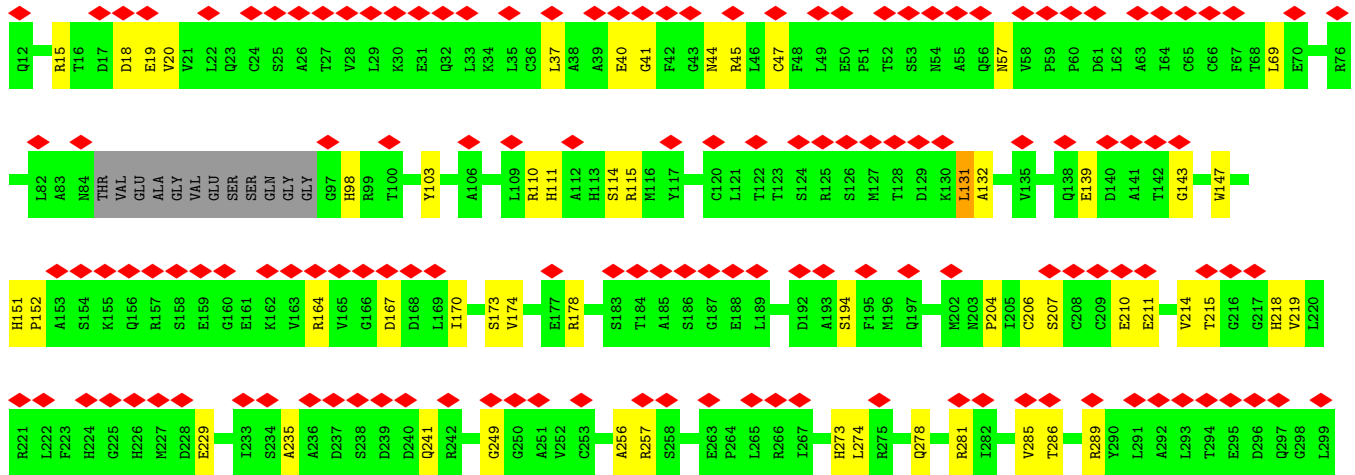 Q12 R15 T16 D17 D18 E19 V20 V21 L22 Q23 C24 S25 A26 T27 V28 L29 K30 E31 Q32 L33 K34 L35 C36 L37 A38 A39 E40 G41 F42 G43 N44 R45 L46 C47 F48 L49 E50 P51 T52 S53 N54 A55 Q56 N57 V58 P59 P60 D61 L62 A63 I64 C65 C66 F67 T68 L69 E70 R76
L82 A83 N84 THR VAL GLU ALA GLY VAL GLU SER SER GLN GLY GLY G97 H98 R99 T100 Y103 A106 L109 R110 H111 A112 H113 S114 R115 M116 Y117 C120 L121 T122 T123 S124 R125 S126 M127 T128 D129 K130 L131 A132 V135 Q138 E139 D140 A141 T142 G143 W147
H151 P152 A153 S154 K155 Q156 R157 S158 E159 G160 E161 K162 V163 R164 V165 G166 D167 D168 L169 I170 S173 V174 E177 R178 S183 T184 A185 S186 G187 E188 L189 D192 A193 S194 F195 M196 Q197 M202 N203 P204 I205 C206 S207 C208 C209 E210 E211 V214 T215 G216 G217 H218 V219 L220
R221 L222 F223 H224 G225 H226 M227 D228 E229 I233 S234 A235 A236 D237 S238 D239 D240 Q241 R242 G249 G250 A251 V252 C253 A256 R257 S258 E263 P264 L265 R266 I267 H273 L274 R275 Q278 R281 I282 V285 T286 R289 Y290 L291 A292 L293 T294 E295 D296 Q297 G298 L299